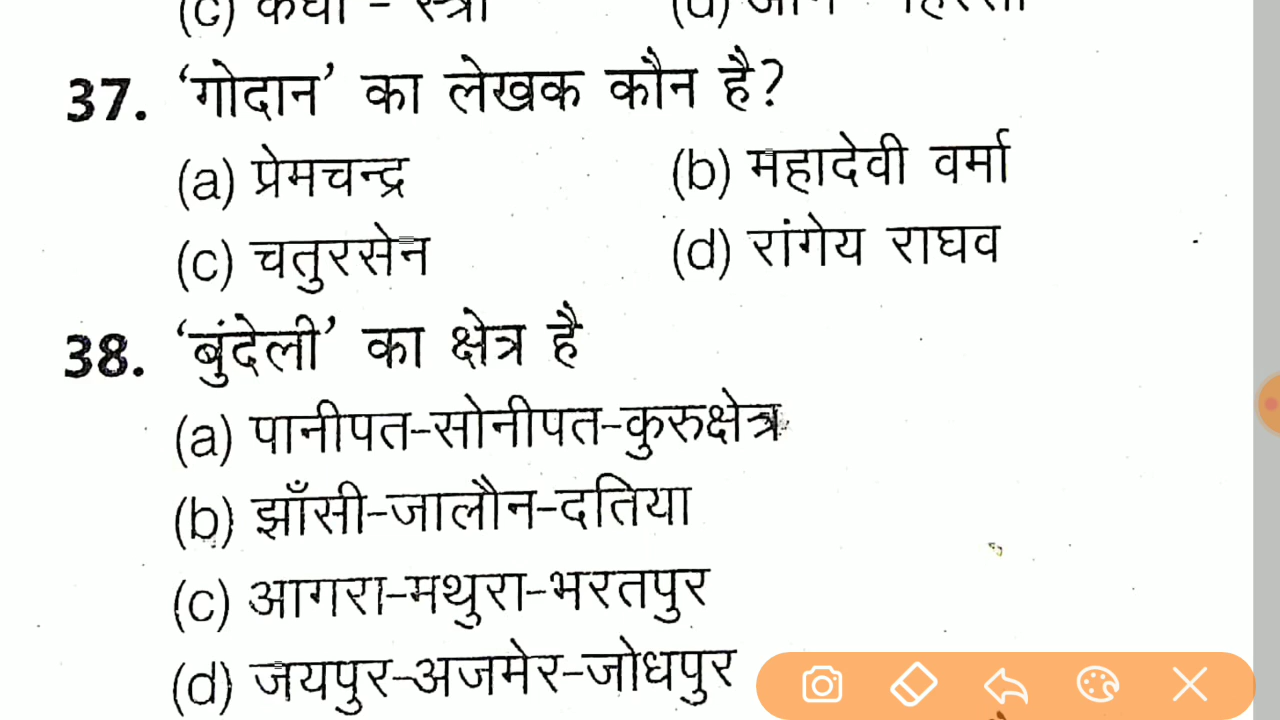 (c) कंघी - स्त्री
37. ‘गोदान’ का लेखक कौन है?
(a) प्रेमचन्द्र (b) महादेवी वर्मा
(c) चतुरसेन (d) रांगेय राघव
38. ‘बुंदेली’ का क्षेत्र है
(a) पानीपत-सोनीपत-कुरुक्षेत्र
(b) झाँसी-जालौन-दतिया
(c) आगरा-मथुरा-भरतपुर
(d) जयपुर-अजमेर-जोधपुर